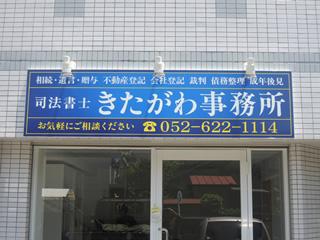 相続・遺言・贈与 不動産登記 会社登記 裁判 債務整理 成年後見
司法書士 きたがわ事務所
お気軽にご相談ください ☎052-622-1114